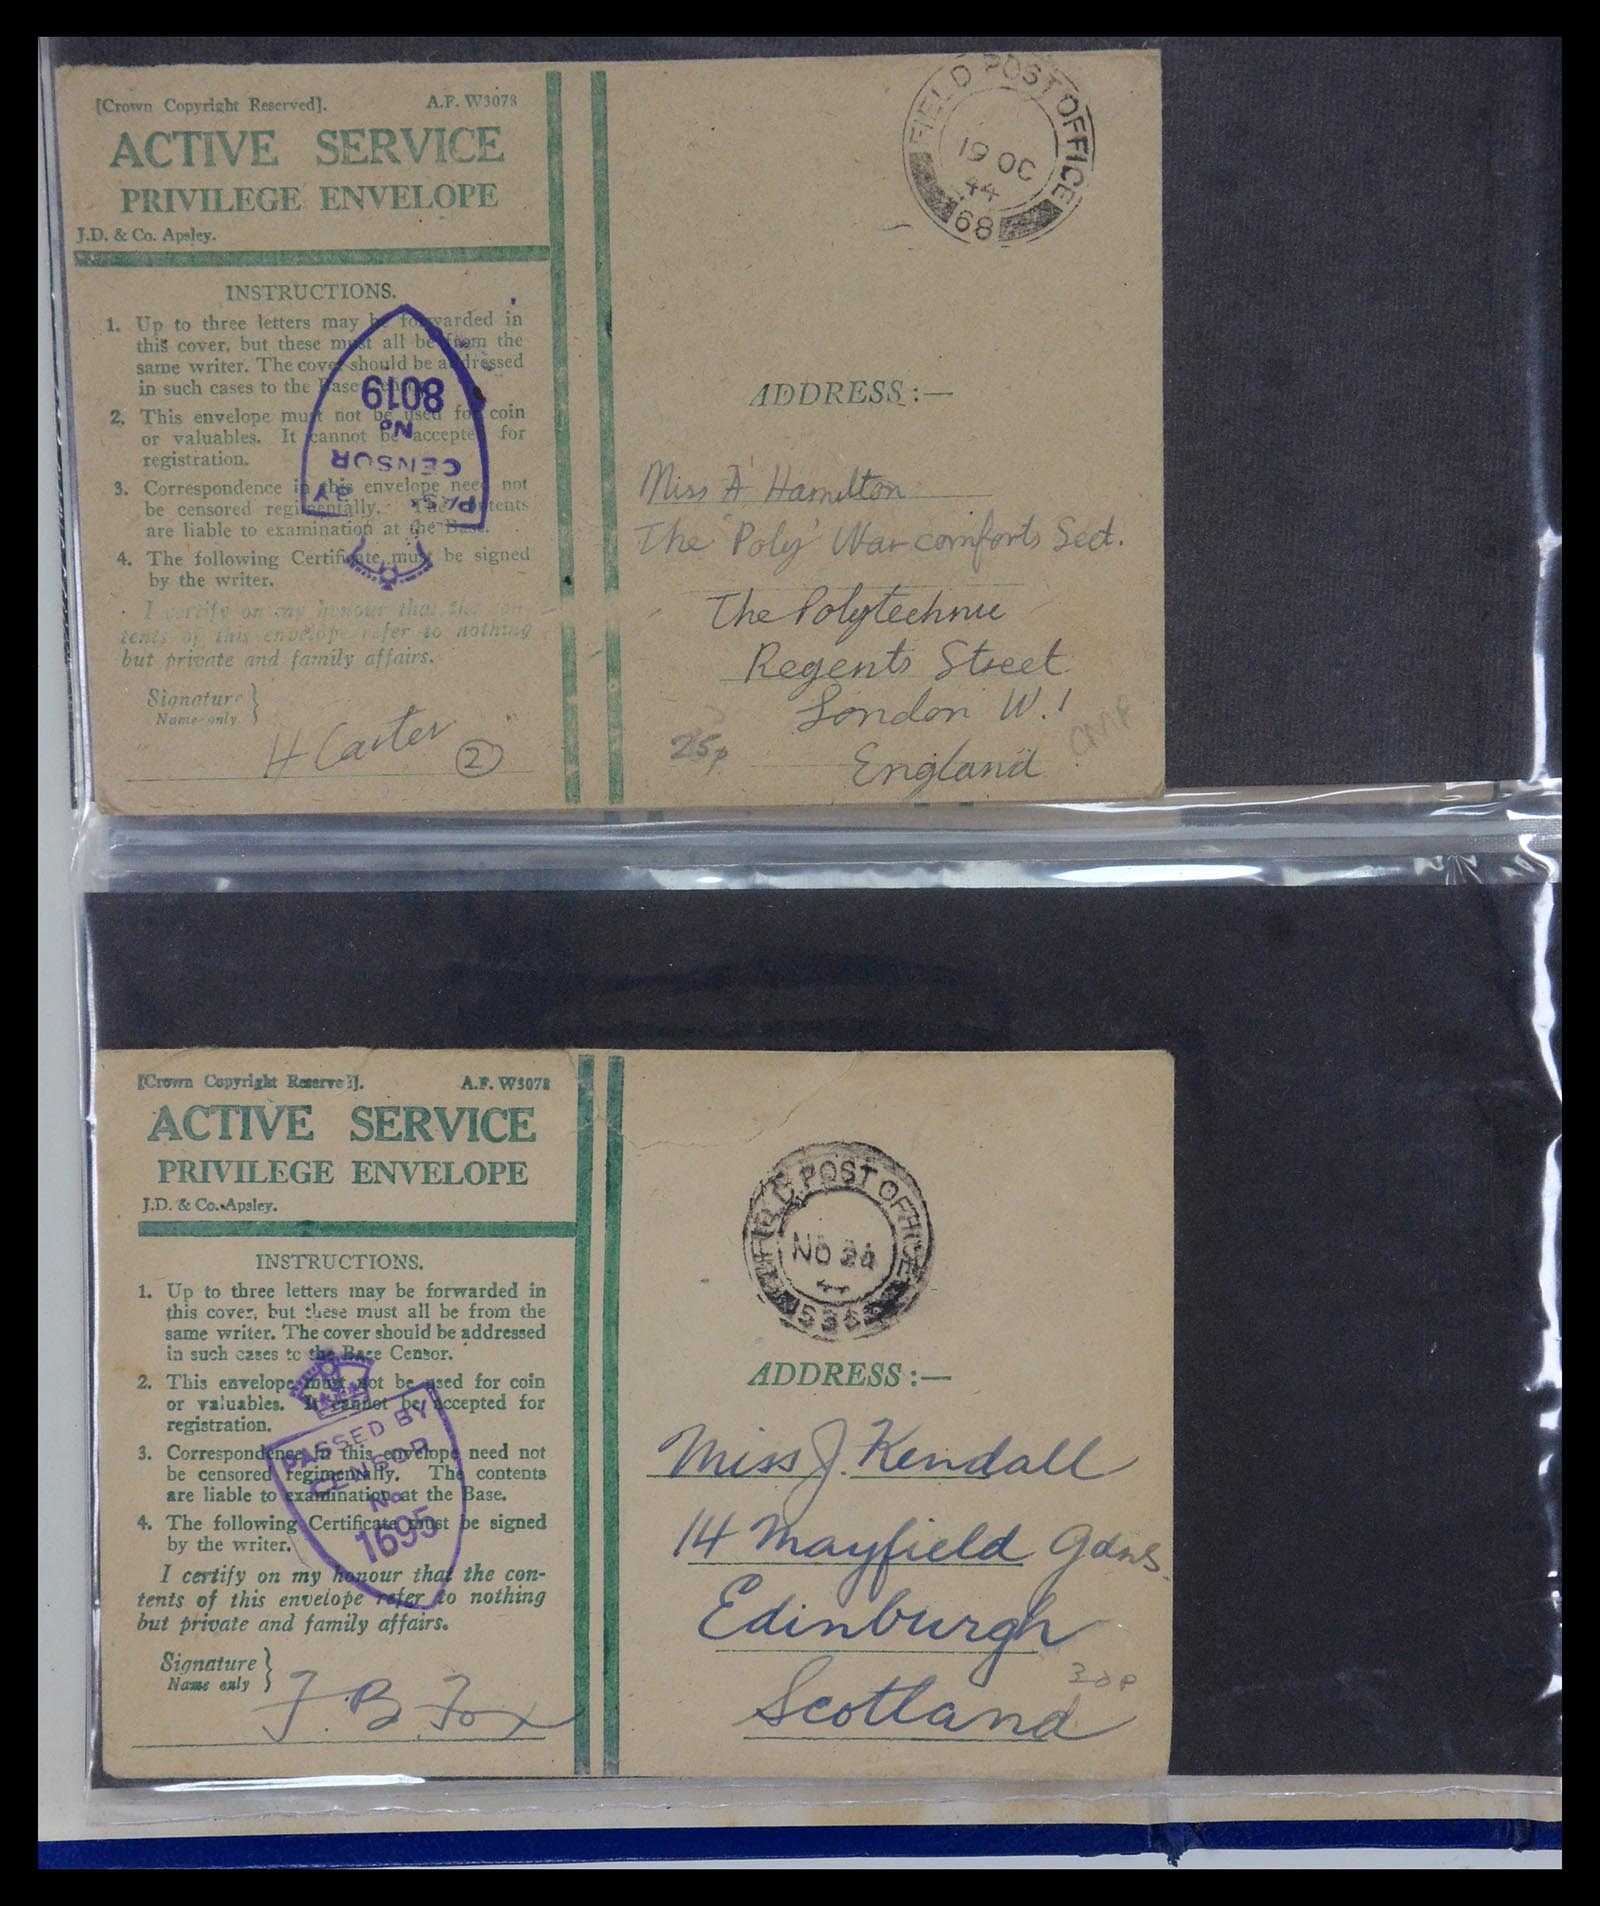 [Crown Copyright Reserved]. A.F. W3078
ACTIVE SERVICE
PRIVILEGE ENVELOPE
J.D. & Co. Apsley.
INSTRUCTIONS.
1. Up to three letters may be forwarded in
this cover, but these must all be from the
same writer. The cover should be addressed
in such cases to the Base Censor.
2. This envelope must not be used for coin
or valuables. It cannot be accepted for
registration.
3. Correspondence in this envelope need not
be censored regimentally. The contents
are liable to examination at the Base.
4. The following Certificate must be signed
by the writer.
I certify on my honour that the con-
tents of this envelope refer to nothing
but private and family affairs.
Signature }
Name only }
H Carter
2
PASSED BY
CENSOR
No
8019
FIELD POST OFFICE
19 OC
44
68
ADDRESS :—
Miss A Hamilton
The 'Poly' War comforts Sect.
The Polytechnic
Regents Street
London W.1
England
25p
CMF
[Crown Copyright Reserved]. A.F. W3078
ACTIVE SERVICE
PRIVILEGE ENVELOPE
J.D. & Co. Apsley.
INSTRUCTIONS.
1. Up to three letters may be forwarded in
this cover, but these must all be from the
same writer. The cover should be addressed
in such cases to the Base Censor.
2. This envelope must not be used for coin
or valuables. It cannot be accepted for
registration.
3. Correspondence in this envelope need not
be censored regimentally. The contents
are liable to examination at the Base.
4. The following Certificate must be signed
by the writer.
I certify on my honour that the con-
tents of this envelope refer to nothing
but private and family affairs.
Signature }
Name only }
F. B. Fox
PASSED BY
CENSOR
No
1695
FIELD POST OFFICE
NO
ADDRESS :—
Miss J. Kendall
14 Mayfield Gdns
Edinburgh
Scotland
30p